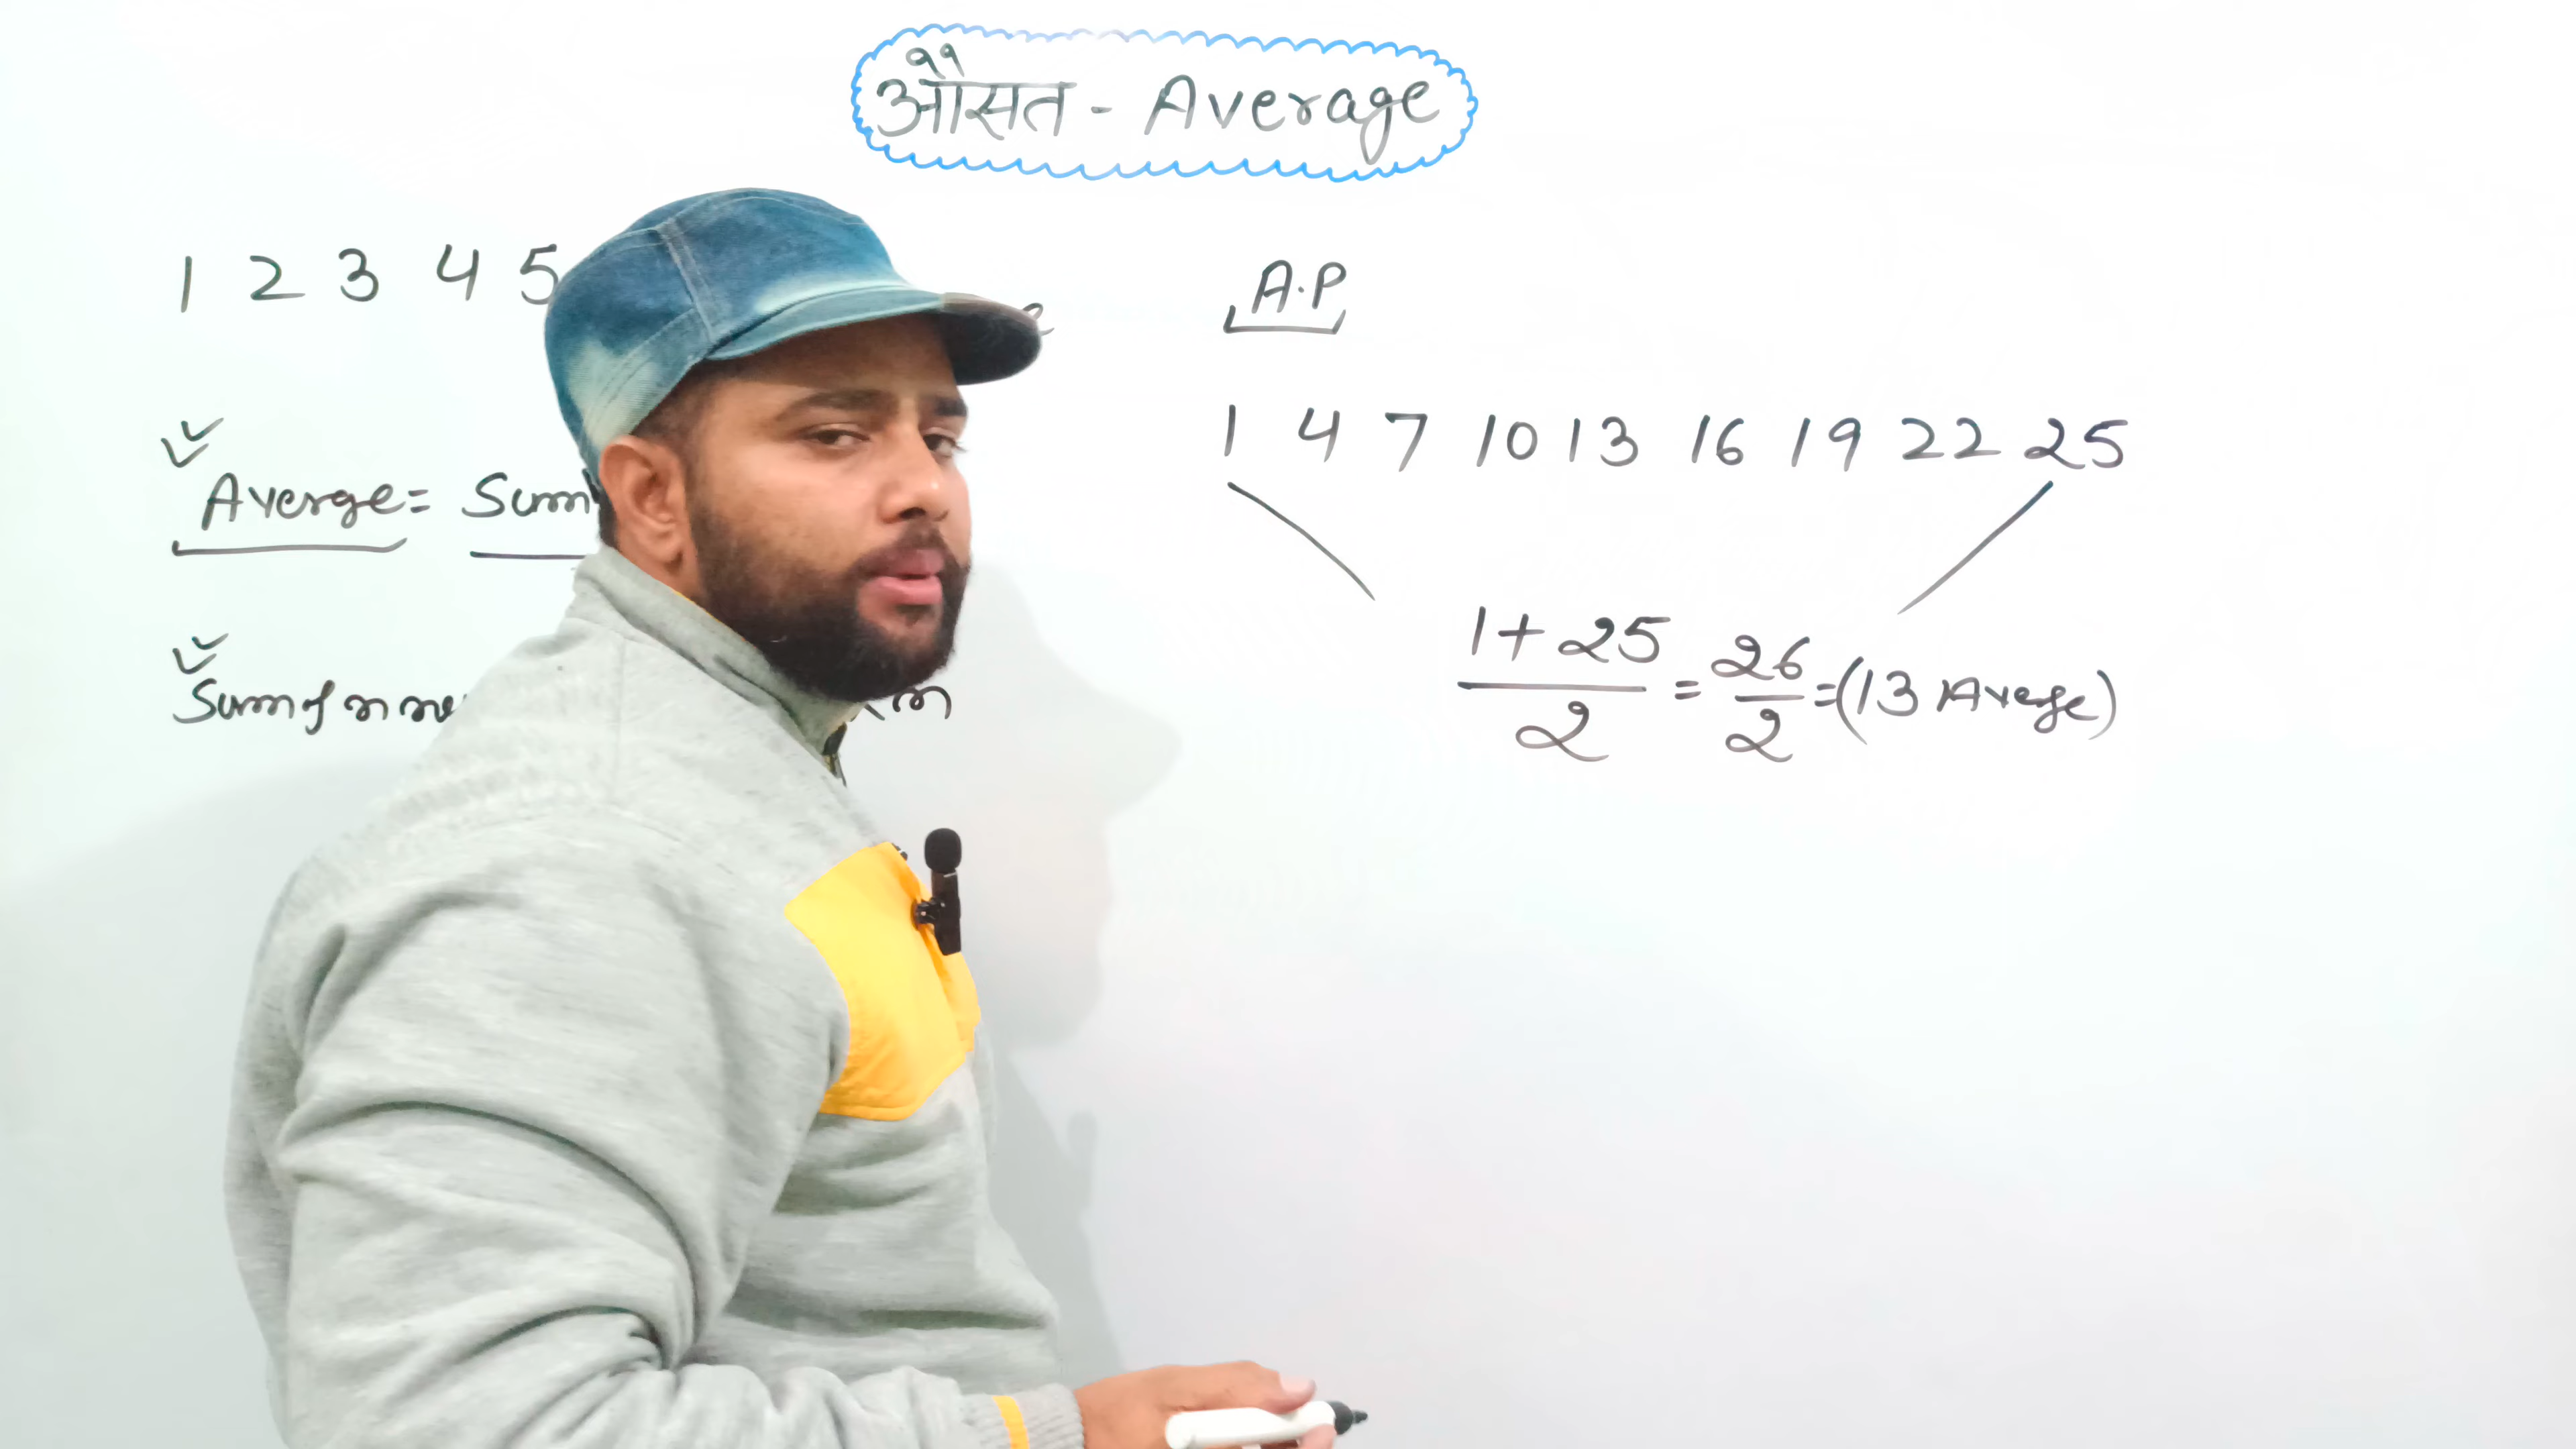 औसत - Average
1 2 3 4 5
Averge = Sum
Sum of n
A.P
1 4 7 10 13 16 19 22 25
1 + 25 / 2 = 26 / 2 = (13 Averge)